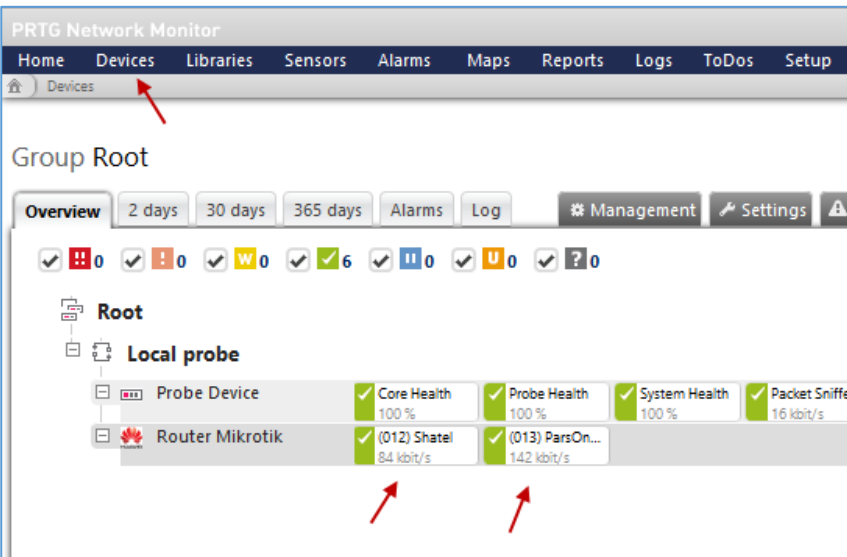 PRTG Network Monitor
Home Devices Libraries Sensors Alarms Maps Reports Logs ToDos Setup
Devices
Group Root
Overview 2 days 30 days 365 days Alarms Log Management Settings
!! 0 ! 0 W 0 6 II 0 U 0 ? 0
Root
Local probe
Probe Device Core Health Probe Health System Health Packet Sniffe
100 % 100 % 100 % 16 kbit/s
Router Mikrotik (012) Shatel (013) ParsOn...
84 kbit/s 142 kbit/s